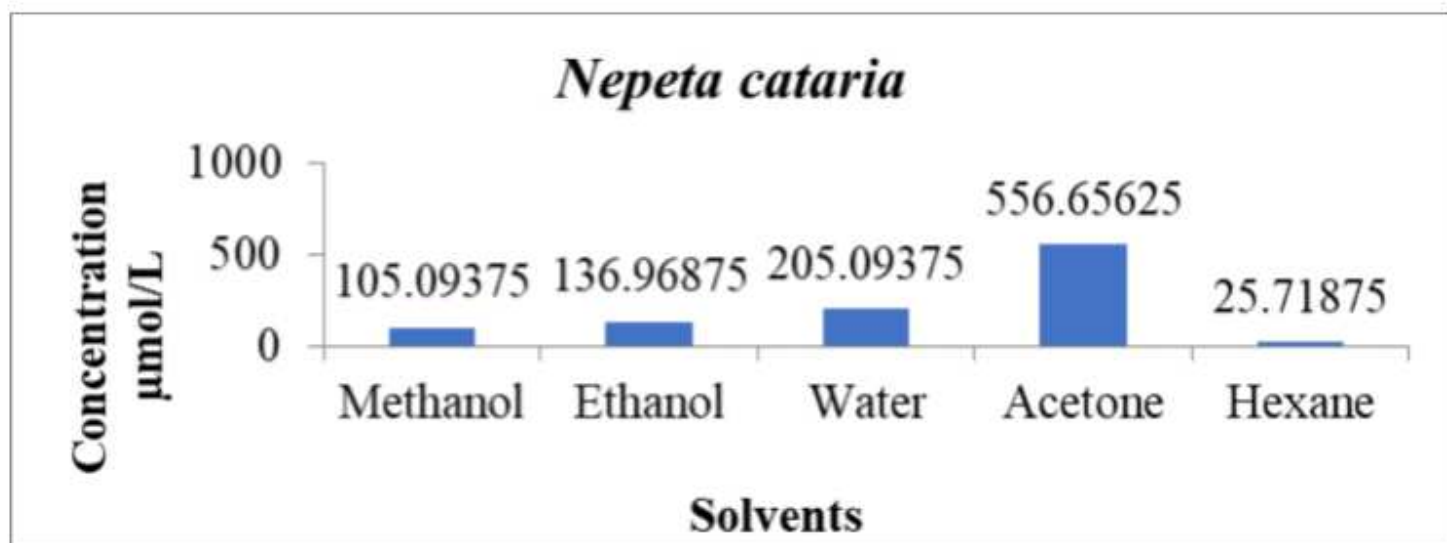 Nepeta cataria
Concentration
µmol/L
1000
500
0
105.09375
136.96875
205.09375
556.65625
25.71875
Methanol
Ethanol
Water
Acetone
Hexane
Solvents